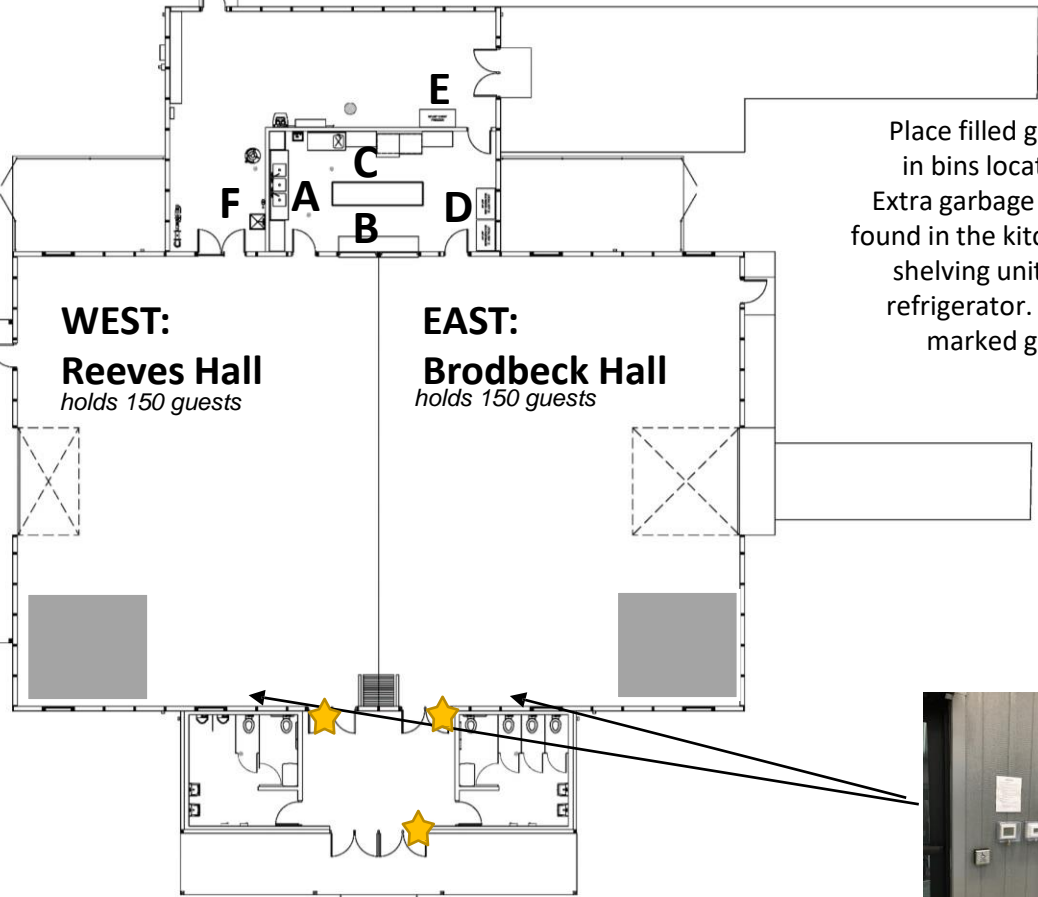 E
Place filled g
in bins locat
Extra garbage
found in the kitc
shelving unit
refrigerator.
marked g
C
A
F
D
B
WEST:
Reeves Hall
holds 150 guests
EAST:
Brodbeck Hall
holds 150 guests